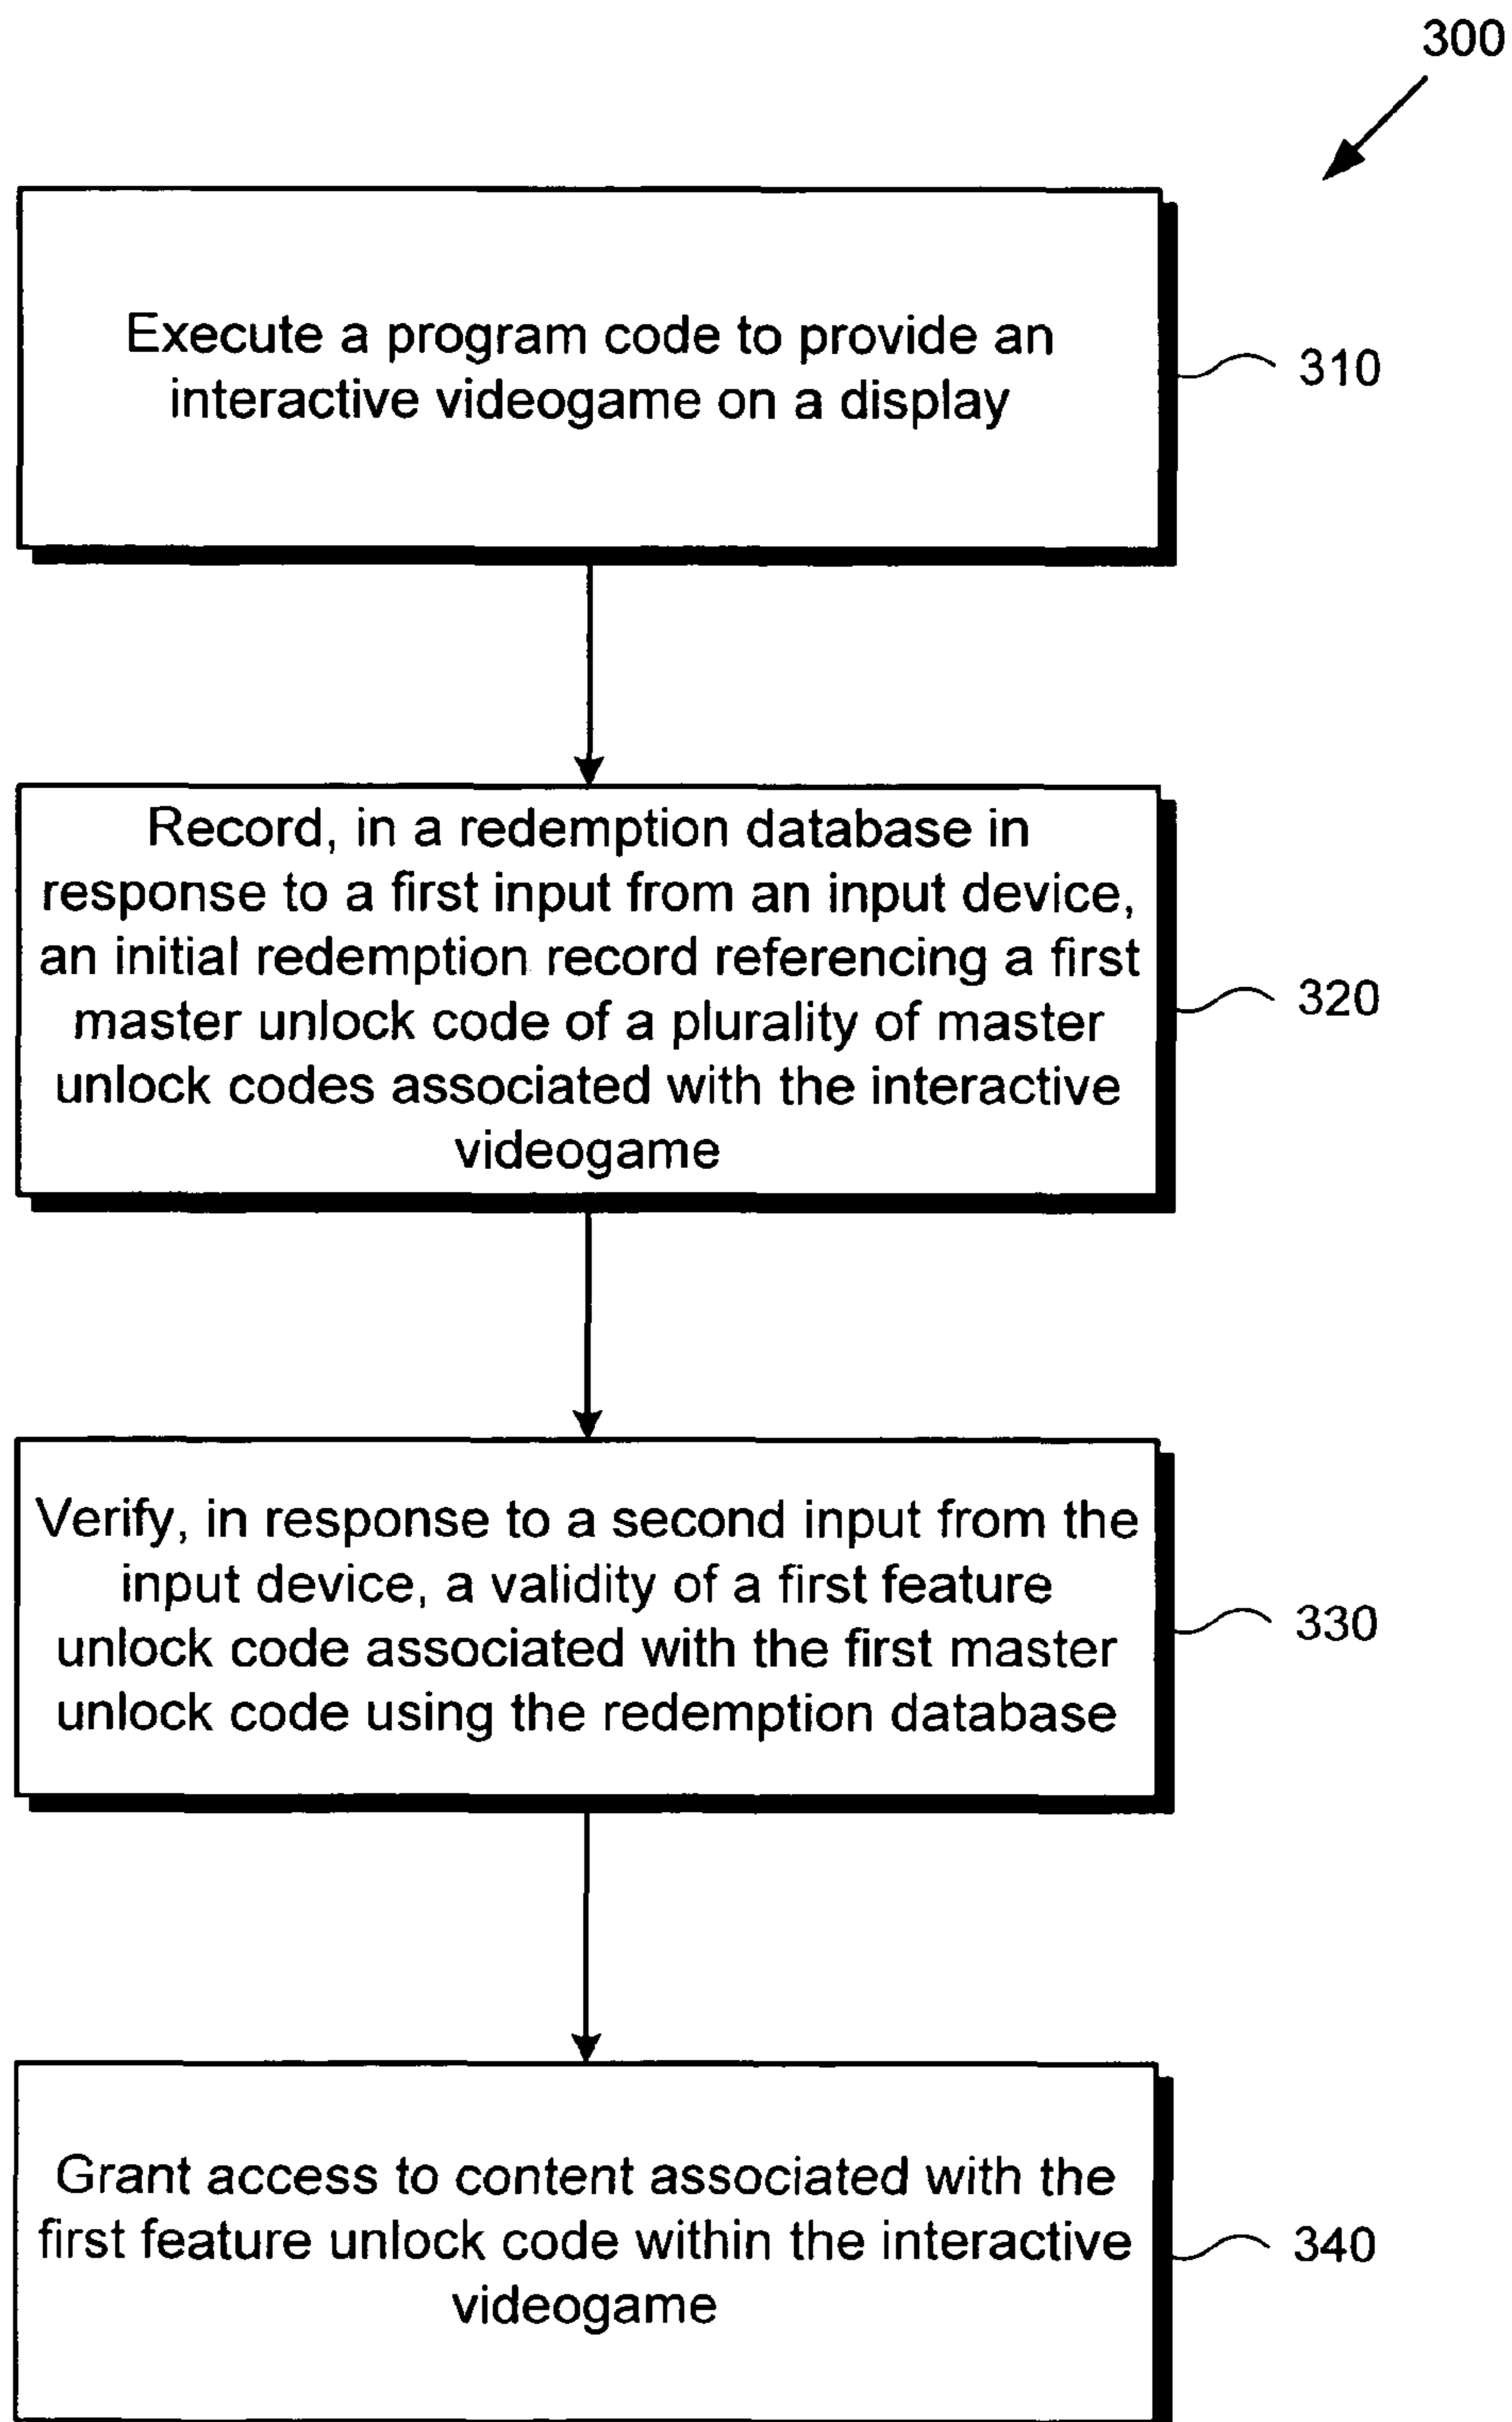 300
Execute a program code to provide an
interactive videogame on a display
310
Record, in a redemption database in
response to a first input from an input device,
an initial redemption record referencing a first
master unlock code of a plurality of master
unlock codes associated with the interactive
videogame
320
Verify, in response to a second input from the
input device, a validity of a first feature
unlock code associated with the first master
unlock code using the redemption database
330
Grant access to content associated with the
first feature unlock code within the interactive
videogame
340